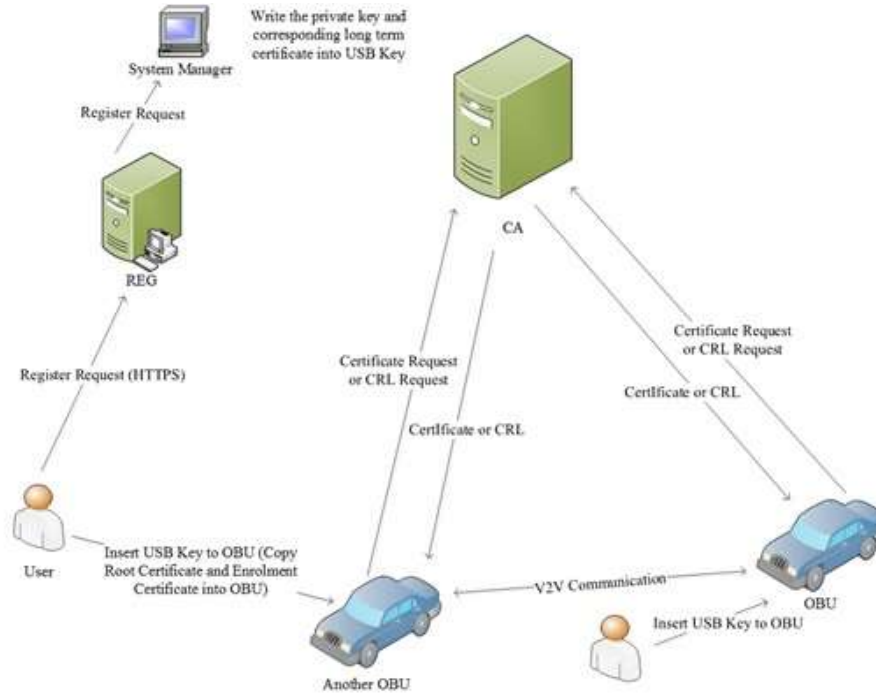 Write the private key and
corresponding long term
certificate into USB Key
System Manager
Register Request
CA
REG
Certificate Request
or CRL Request
Certificate Request
or CRL Request
Register Request (HTTPS)
CertIficate or CRL
CertIficate or CRL
Insert USB Key to OBU (Copy
Root Certificate and Enrolment
Certificate into OBU)
User
V2V Communication
OBU
Insert USB Key to OBU
Another OBU